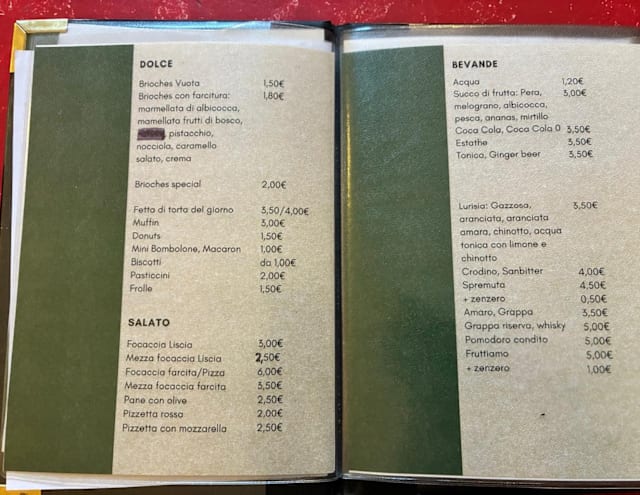 DOLCE
Brioches Vuota 1,50€
Brioches con farcitura: 1,80€
marmellata di albicocca,
mamellata frutti di bosco,
pistacchio,
nocciola, caramello
salato, crema
Brioches special 2,00€
Fetta di torta del giorno 3,50/4,00€
Muffin 3,00€
Donuts 1,50€
Mini Bombolone, Macaron 1,00€
Biscotti da 1,00€
Pasticcini 2,00€
Frolle 1,50€
SALATO
Focaccia Liscia 3,00€
Mezza focaccia Liscia 2,50€
Focaccia farcita/Pizza 6,00€
Mezza focaccia farcita 3,50€
Pane con olive 2,50€
Pizzetta rossa 2,00€
Pizzetta con mozzarella 2,50€
BEVANDE
Acqua 1,20€
Succo di frutta: Pera, 3,00€
melograno, albicocca,
pesca, ananas, mirtillo
Coca Cola, Coca Cola 0 3,50€
Estathe 3,50€
Tonica, Ginger beer 3,50€
Lurisia: Gazzosa, 3,50€
aranciata, aranciata
amara, chinotto, acqua
tonica con limone e
chinotto
Crodino, Sanbitter 4,00€
Spremuta 4,50€
+ zenzero 0,50€
Amaro, Grappa 3,50€
Grappa riserva, whisky 5,00€
Pomodoro condito 5,00€
Fruttiamo 5,00€
+ zenzero 1,00€